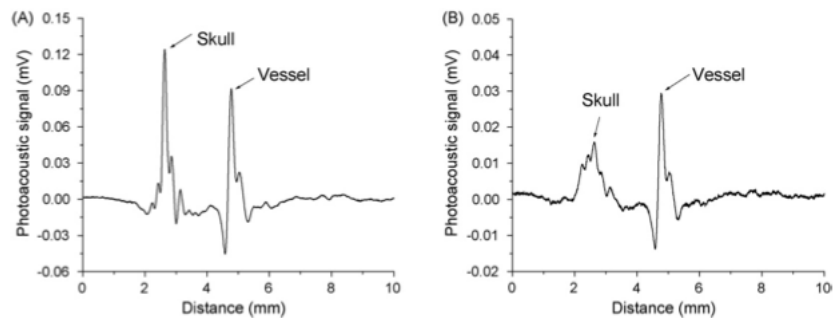 (A)
0.15
0.12
0.09
0.06
0.03
0.00
-0.03
-0.06
Photoacoustic signal (mV)
Skull
Vessel
0 2 4 6 8 10
Distance (mm)
(B)
0.05
0.04
0.03
0.02
0.01
0.00
-0.01
-0.02
Photoacoustic signal (mV)
Vessel
Skull
0 2 4 6 8 10
Distance (mm)